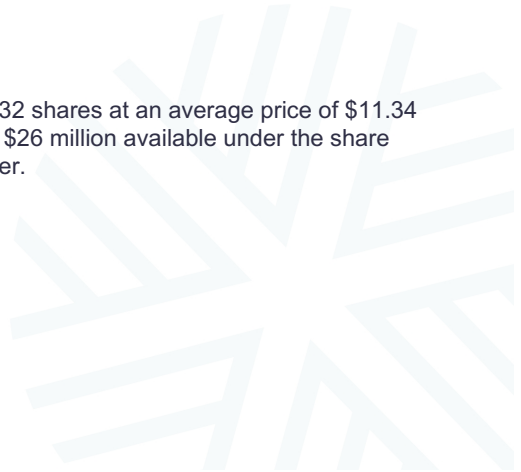 32 shares at an average price of $11.34
$26 million available under the share
er.